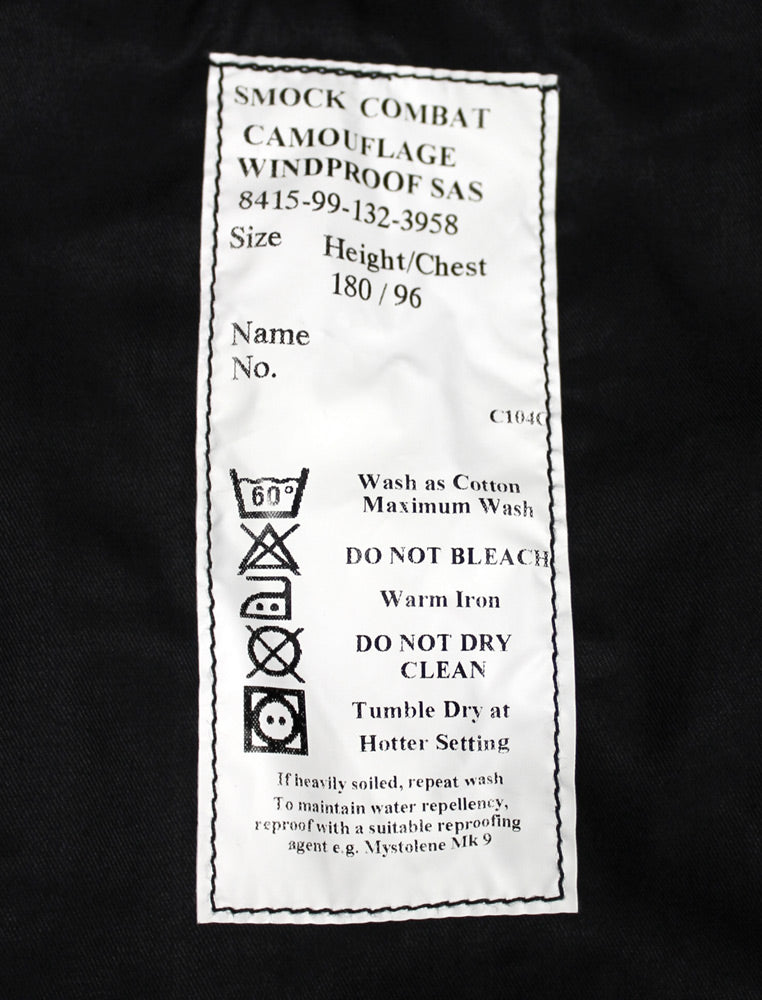 SMOCK COMBAT
CAMOUFLAGE
WINDPROOF SAS
8415-99-132-3958
Size Height/Chest
180 / 96
Name
No.
C104C
60°
Wash as Cotton
Maximum Wash
DO NOT BLEACH
Warm Iron
DO NOT DRY
CLEAN
Tumble Dry at
Hotter Setting
If heavily soiled, repeat wash
To maintain water repellency,
reproof with a suitable reproofing
agent e.g. Mystolene Mk 9